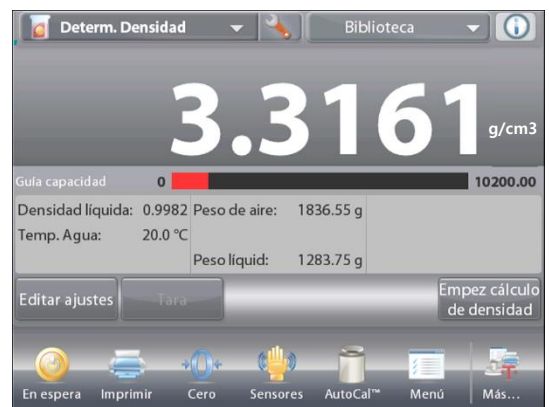 Determ. Densidad Biblioteca
3.3161 g/cm3
Guía capacidad 0 10200.00
Densidad líquida: 0.9982 Peso de aire: 1836.55 g
Temp. Agua: 20.0 °C
Peso líquid: 1283.75 g
Editar ajustes Tara Empez cálculo
de densidad
En espera Imprimir Cero Sensores AutoCal™ Menú Más...